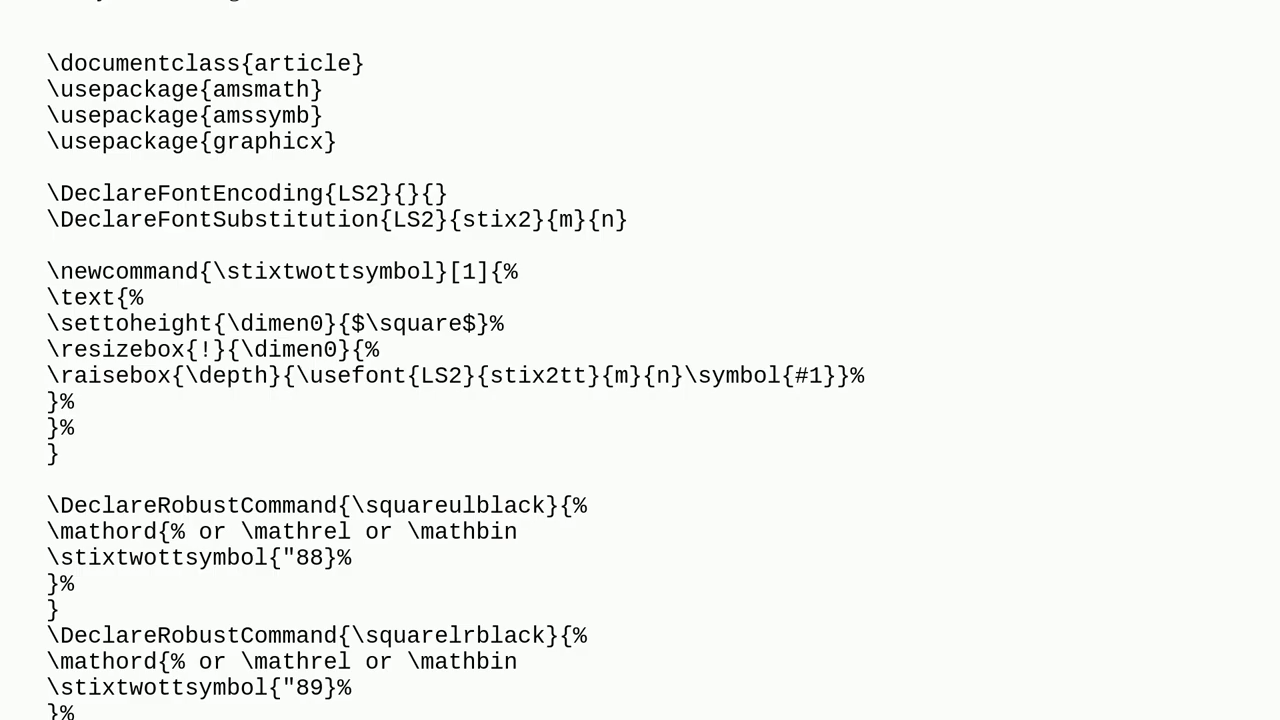 \documentclass{article}
\usepackage{amsmath}
\usepackage{amssymb}
\usepackage{graphicx}

\DeclareFontEncoding{LS2}{}{}
\DeclareFontSubstitution{LS2}{stix2}{m}{n}

\newcommand{\stixtwottsymbol}[1]{%
\text{%
\settoheight{\dimen0}{$\square$}%
\resizebox{!}{\dimen0}{%
\raisebox{\depth}{\usefont{LS2}{stix2tt}{m}{n}\symbol{#1}}%
}%
}%
}

\DeclareRobustCommand{\squareulblack}{%
\mathord{% or \mathrel or \mathbin
\stixtwottsymbol{"88}%
}%
}
\DeclareRobustCommand{\squarelrblack}{%
\mathord{% or \mathrel or \mathbin
\stixtwottsymbol{"89}%
}%